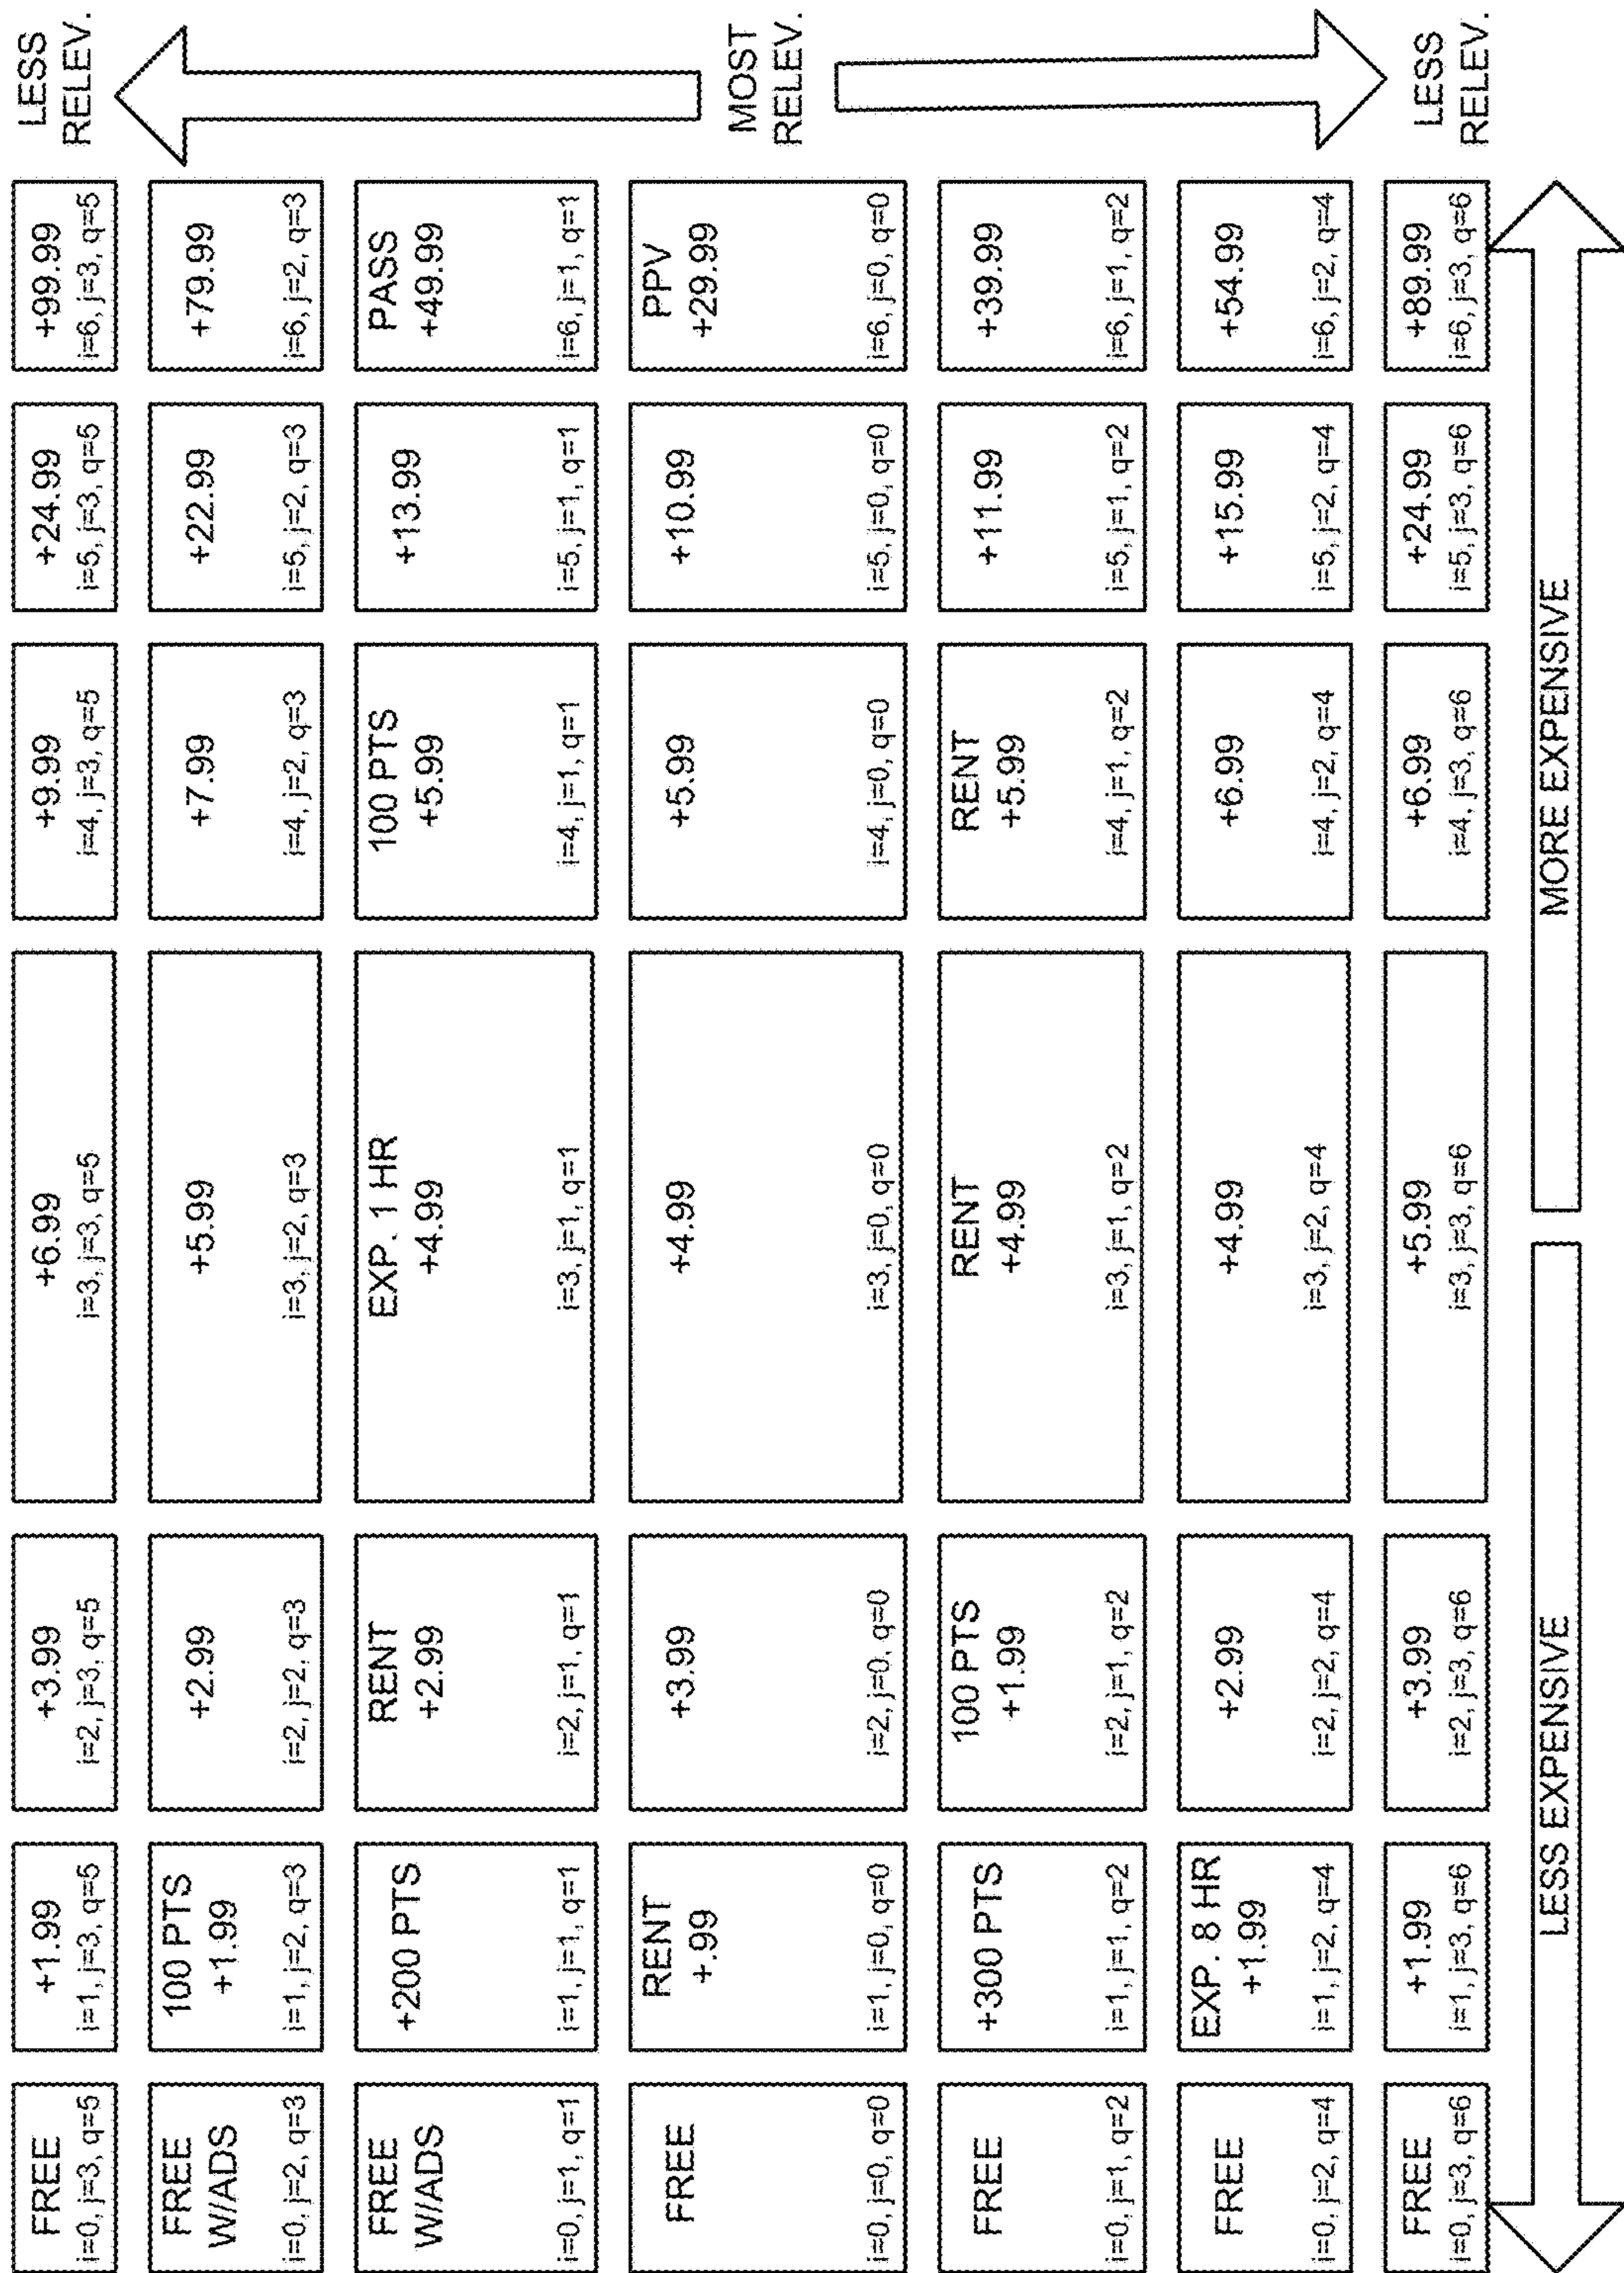 FREE
i=0, j=3, q=5
+1.99
i=1, j=3, q=5
+3.99
i=2, j=3, q=5
+6.99
i=3, j=3, q=5
+9.99
i=4, j=3, q=5
+24.99
i=5, j=3, q=5
+99.99
i=6, j=3, q=5
LESS
RELEV.
FREE
W/ADS
i=0, j=2, q=3
100 PTS
+1.99
i=1, j=2, q=3
+2.99
i=2, j=2, q=3
+5.99
i=3, j=2, q=3
+7.99
i=4, j=2, q=3
+22.99
i=5, j=2, q=3
+79.99
i=6, j=2, q=3
FREE
W/ADS
i=0, j=1, q=1
+200 PTS
i=1, j=1, q=1
RENT
+2.99
i=2, j=1, q=1
EXP. 1 HR
+4.99
i=3, j=1, q=1
100 PTS
+5.99
i=4, j=1, q=1
+13.99
i=5, j=1, q=1
PASS
+49.99
i=6, j=1, q=1
FREE
i=0, j=0, q=0
RENT
+.99
i=1, j=0, q=0
+3.99
i=2, j=0, q=0
+4.99
i=3, j=0, q=0
+5.99
i=4, j=0, q=0
+10.99
i=5, j=0, q=0
PPV
+29.99
i=6, j=0, q=0
MOST
RELEV.
FREE
i=0, j=1, q=2
+300 PTS
i=1, j=1, q=2
100 PTS
+1.99
i=2, j=1, q=2
RENT
+4.99
i=3, j=1, q=2
RENT
+5.99
i=4, j=1, q=2
+11.99
i=5, j=1, q=2
+39.99
i=6, j=1, q=2
FREE
i=0, j=2, q=4
EXP. 8 HR
+1.99
i=1, j=2, q=4
+2.99
i=2, j=2, q=4
+4.99
i=3, j=2, q=4
+6.99
i=4, j=2, q=4
+15.99
i=5, j=2, q=4
+54.99
i=6, j=2, q=4
FREE
i=0, j=3, q=6
+1.99
i=1, j=3, q=6
+3.99
i=2, j=3, q=6
+5.99
i=3, j=3, q=6
+6.99
i=4, j=3, q=6
+24.99
i=5, j=3, q=6
+89.99
i=6, j=3, q=6
LESS
RELEV.
LESS EXPENSIVE
MORE EXPENSIVE